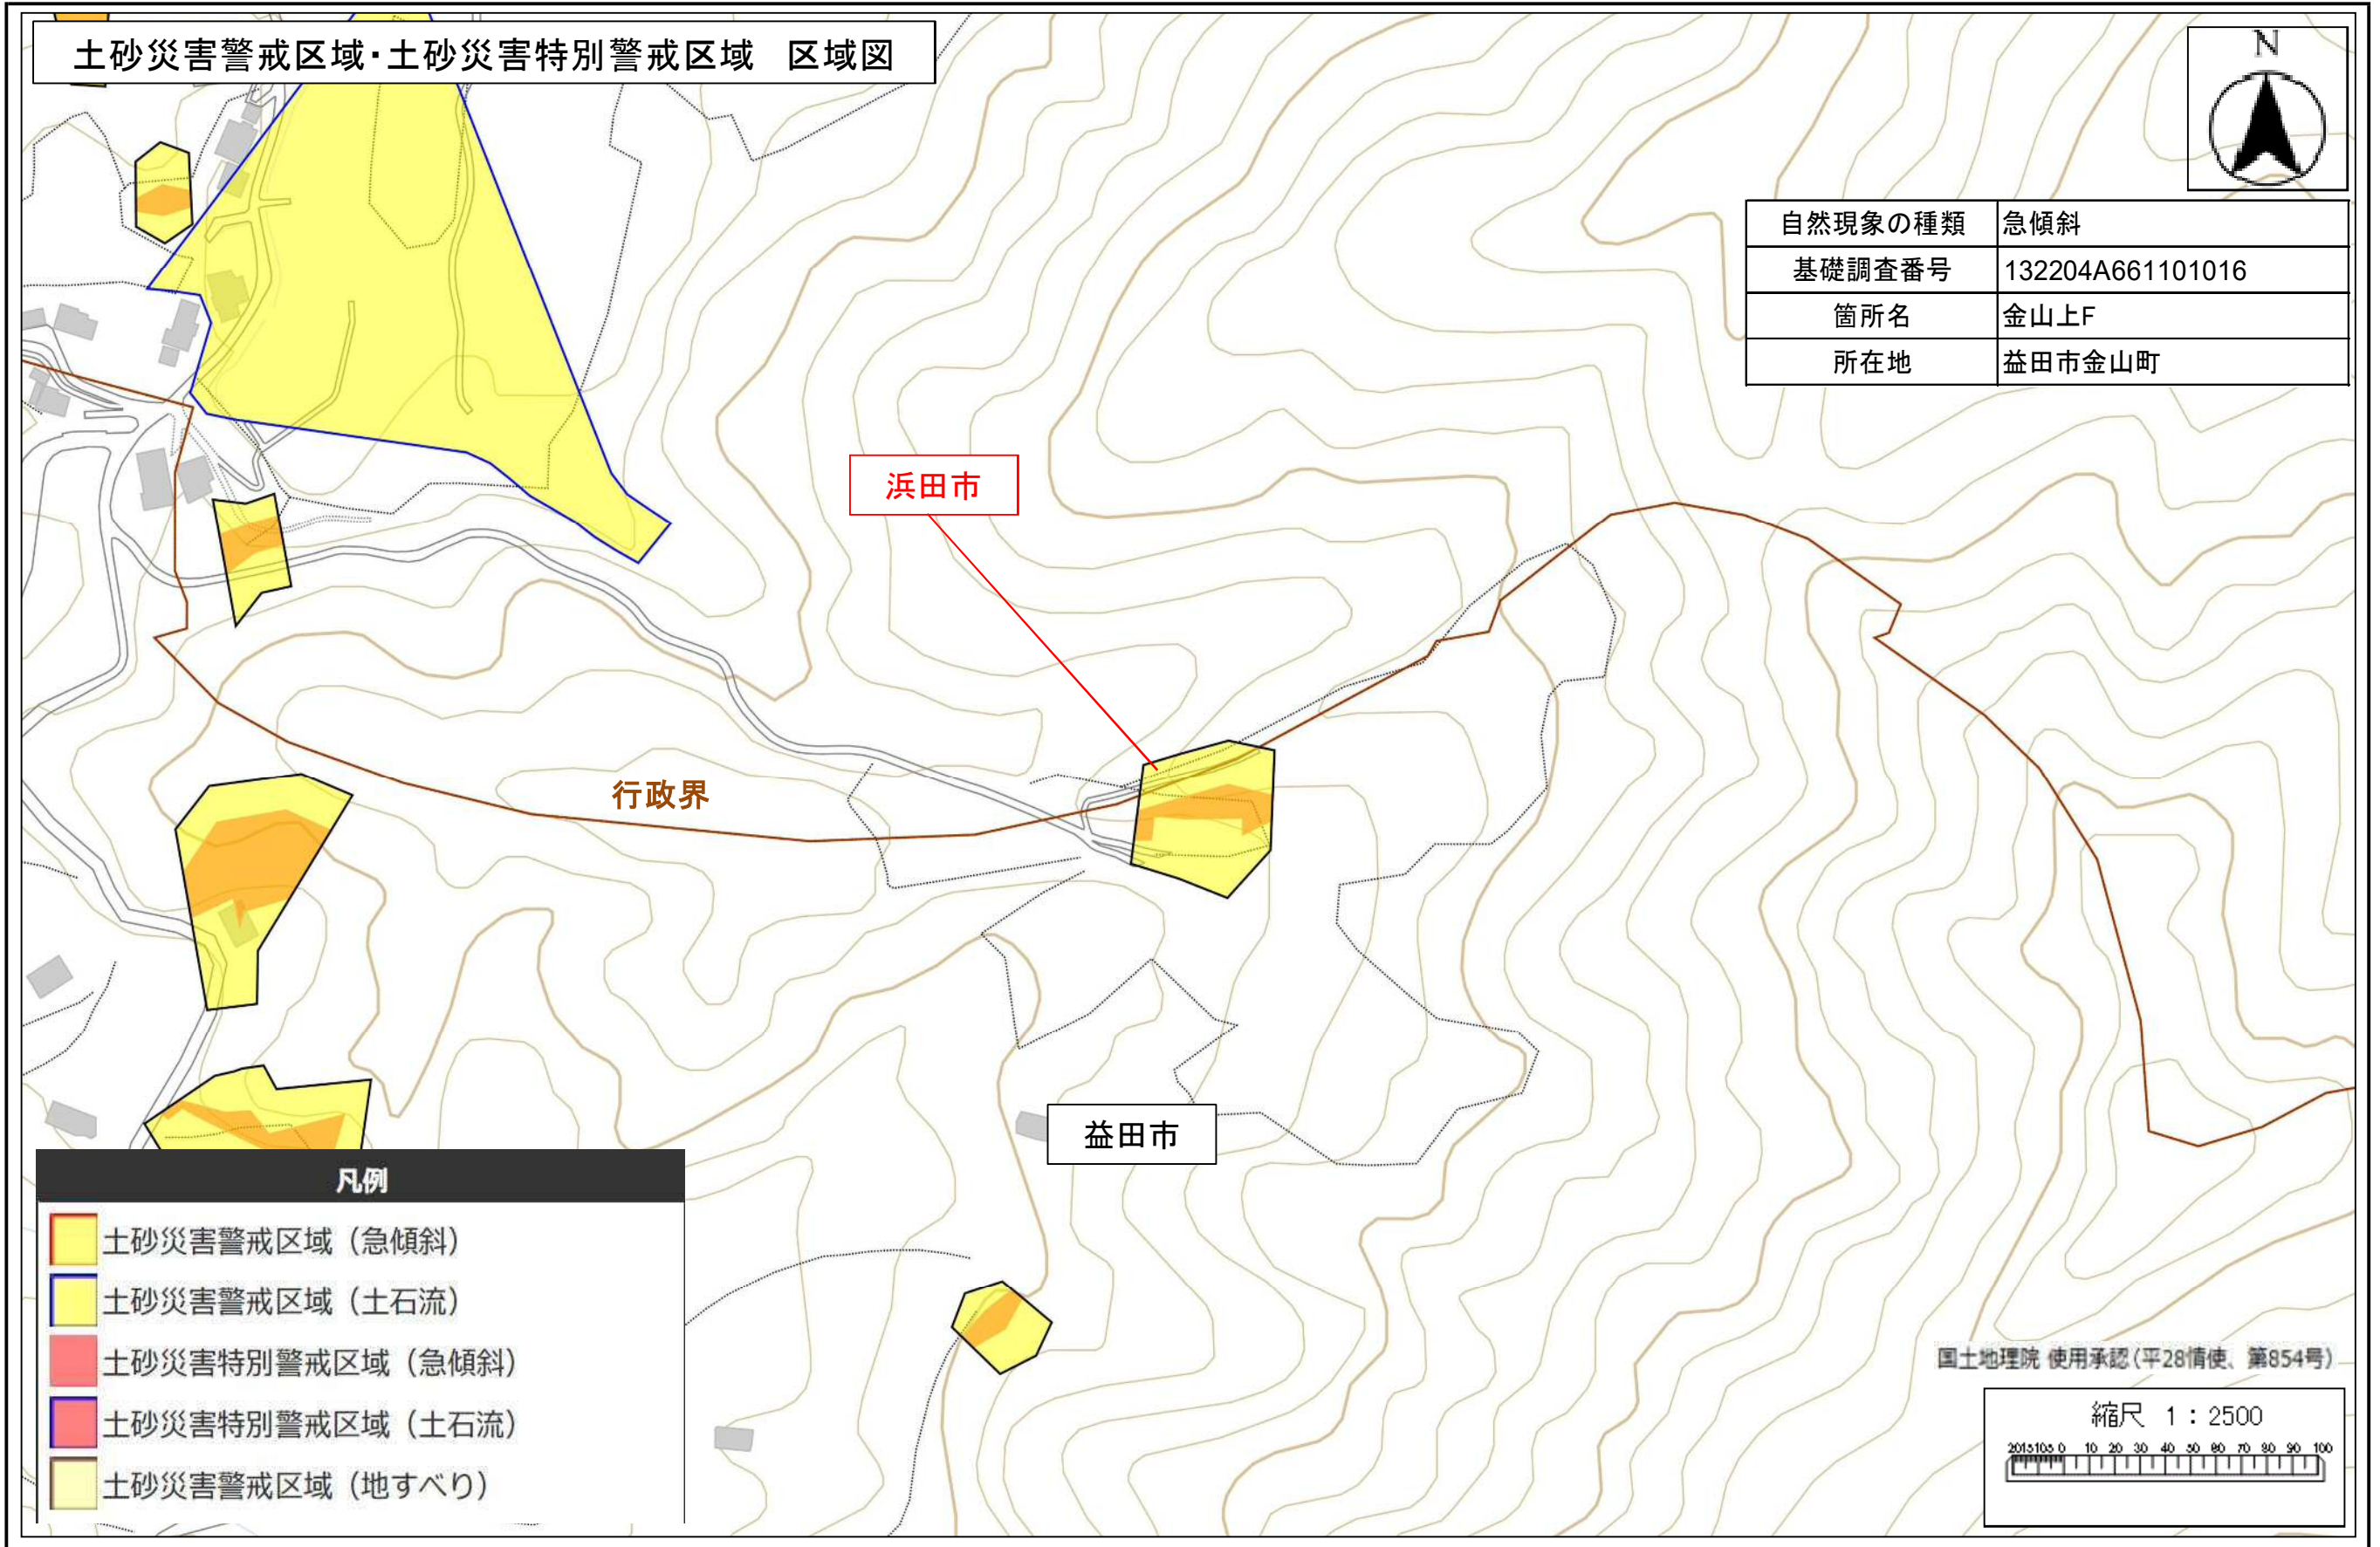 土砂災害警戒区域・土砂災害特別警戒区域　区域図
N
自然現象の種類 急傾斜
基礎調査番号 132204A661101016
箇所名 金山上F
所在地 益田市金山町
浜田市
行政界
益田市
凡例
土砂災害警戒区域（急傾斜）
土砂災害警戒区域（土石流）
土砂災害特別警戒区域（急傾斜）
土砂災害特別警戒区域（土石流）
土砂災害警戒区域（地すべり）
国土地理院 使用承認（平28情使、第854号）
縮尺 1：2500
20 15 10 5 0 10 20 30 40 50 60 70 80 90 100